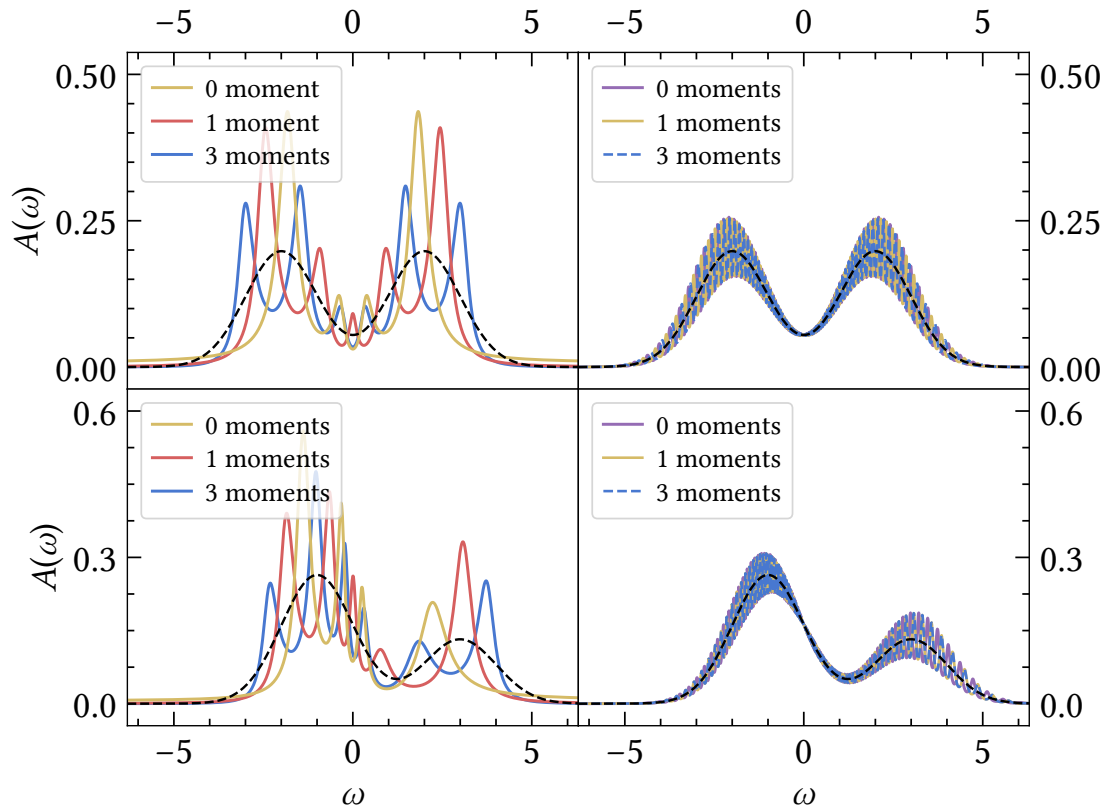 −5 0 5 −5 0 5
0.50
0.25
0.00
A(ω)
0 moment
1 moment
3 moments
0 moments
1 moments
3 moments
0.50
0.25
0.00
0.6
0.3
0.0
A(ω)
0 moments
1 moments
3 moments
0 moments
1 moments
3 moments
0.6
0.3
0.0
−5 0 5 −5 0 5
ω ω